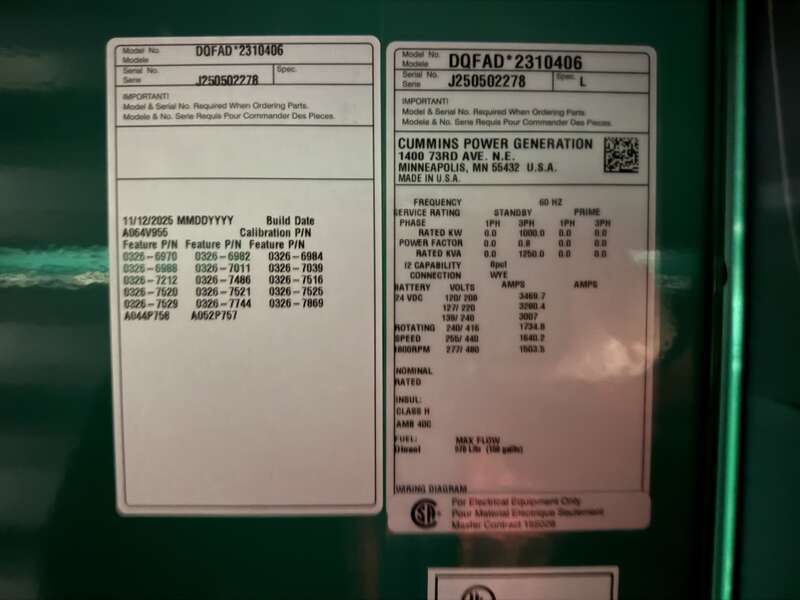 Model No. DQFAD*2310406
Modele
Serial No. J250502278 Spec.
Serie
IMPORTANT!
Model & Serial No. Required When Ordering Parts.
Modele & No. Serie Requis Pour Commander Des Pieces.
11/12/2025 MMDDYYYY Build Date
A064V956 Calibration P/N
Feature P/N Feature P/N Feature P/N
0326-6970 0326-6982 0326-6984
0326-6988 0326-7011 0326-7039
0326-7212 0326-7486 0326-7516
0326-7520 0326-7521 0326-7525
0326-7529 0326-7744 0326-7869
A044P758 A052P757
Model No. DQFAD*2310406
Modele
Serial No. J250502278 Spec. L
Serie
IMPORTANT!
Model & Serial No. Required When Ordering Parts.
Modele & No. Serie Requis Pour Commander Des Pieces.
CUMMINS POWER GENERATION
1400 73RD AVE. N.E.
MINNEAPOLIS, MN 55432 U.S.A.
MADE IN U.S.A.
FREQUENCY 60 HZ
SERVICE RATING STANDBY PRIME
PHASE 1PH 3PH 1PH 3PH
RATED KW 0.0 1000.0 0.0 0.0
POWER FACTOR 0.0 0.8 0.0 0.0
RATED KVA 0.0 1250.0 0.0 0.0
I2 CAPABILITY 0pct
CONNECTION WYE
BATTERY VOLTS AMPS AMPS
24 VDC 120/208 3469.7
127/220 3280.4
139/240 3007
ROTATING 240/416 1734.8
SPEED 255/440 1640.2
1800RPM 277/480 1503.5
NOMINAL
RATED
INSUL:
CLASS H
AMB 40C
FUEL: MAX FLOW
Diesel
WIRING DIAGRAM
For Electrical Equipment Only
Pour Material Electrique Seulement
Master Contract